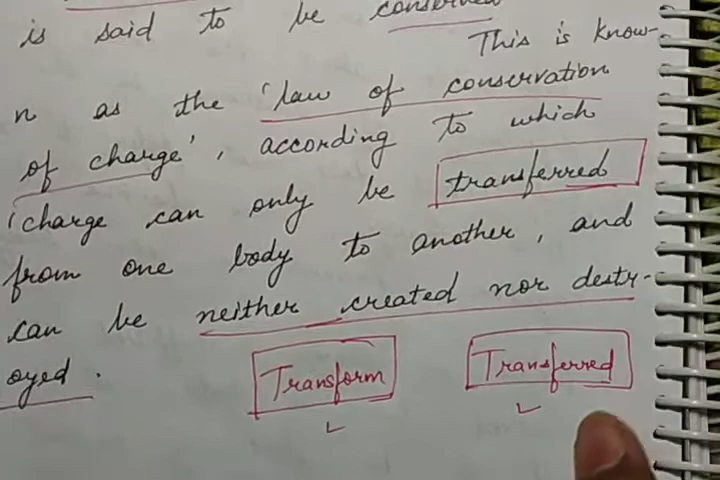 is said to be conserved
This is know-
n as the 'law of conservation
of charge', according to which
'charge can only be transferred
from one body to another, and
can be neither created nor destr-
oyed.
Transform Transferred